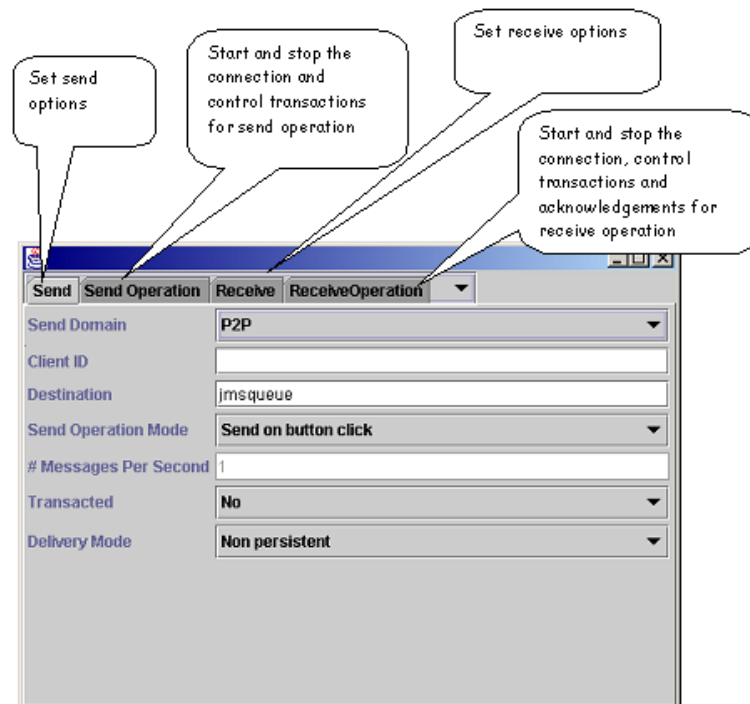 Set send
options
Start and stop the
connection and
control transactions
for send operation
Set receive options
Start and stop the
connection, control
transactions and
acknowledgements for
receive operation
Send Send Operation Receive ReceiveOperation
Send Domain P2P
Client ID
Destination jmsqueue
Send Operation Mode Send on button click
# Messages Per Second 1
Transacted No
Delivery Mode Non persistent